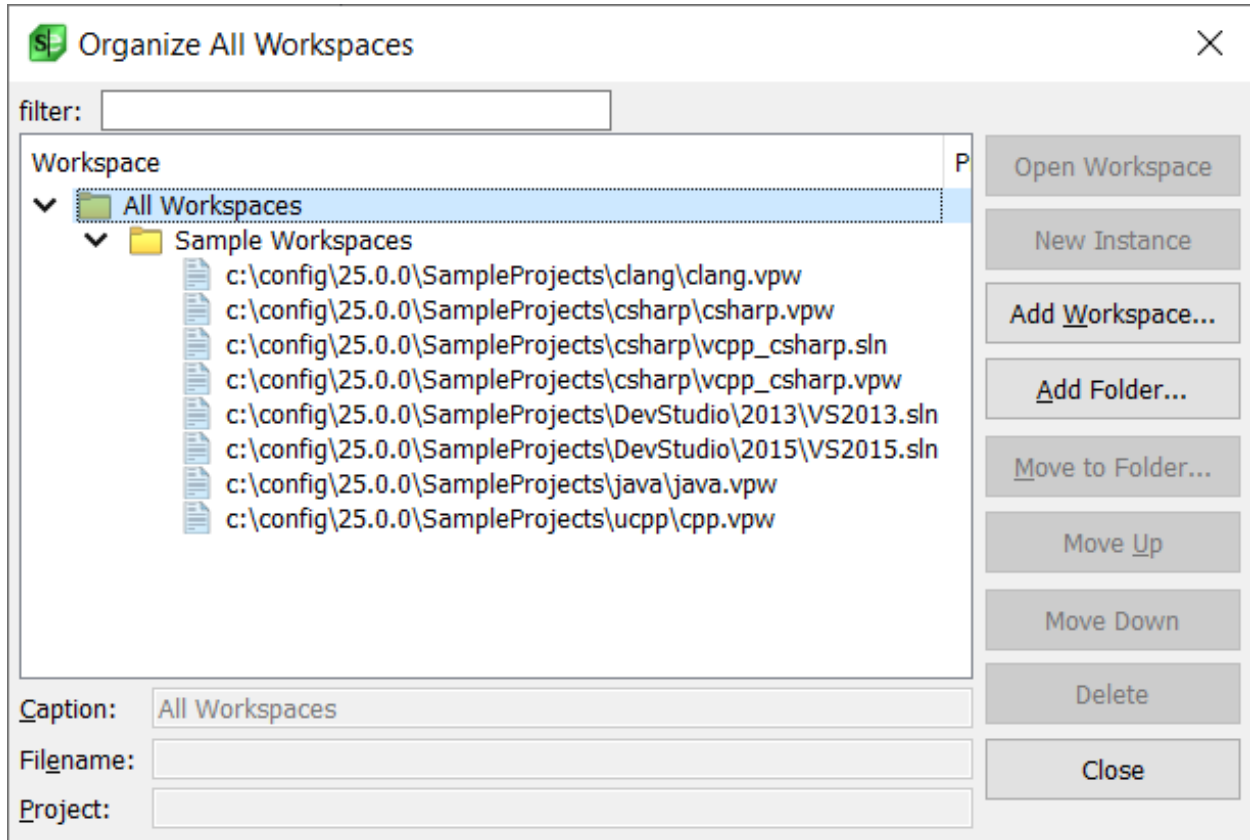 Organize All Workspaces
filter:
Workspace P
All Workspaces
Sample Workspaces
c:\config\25.0.0\SampleProjects\clang\clang.vpw
c:\config\25.0.0\SampleProjects\csharp\csharp.vpw
c:\config\25.0.0\SampleProjects\csharp\vcpp_csharp.sln
c:\config\25.0.0\SampleProjects\csharp\vcpp_csharp.vpw
c:\config\25.0.0\SampleProjects\DevStudio\2013\VS2013.sln
c:\config\25.0.0\SampleProjects\DevStudio\2015\VS2015.sln
c:\config\25.0.0\SampleProjects\java\java.vpw
c:\config\25.0.0\SampleProjects\ucpp\cpp.vpw
Open Workspace
New Instance
Add Workspace...
Add Folder...
Move to Folder...
Move Up
Move Down
Delete
Close
Caption: All Workspaces
Filename:
Project: